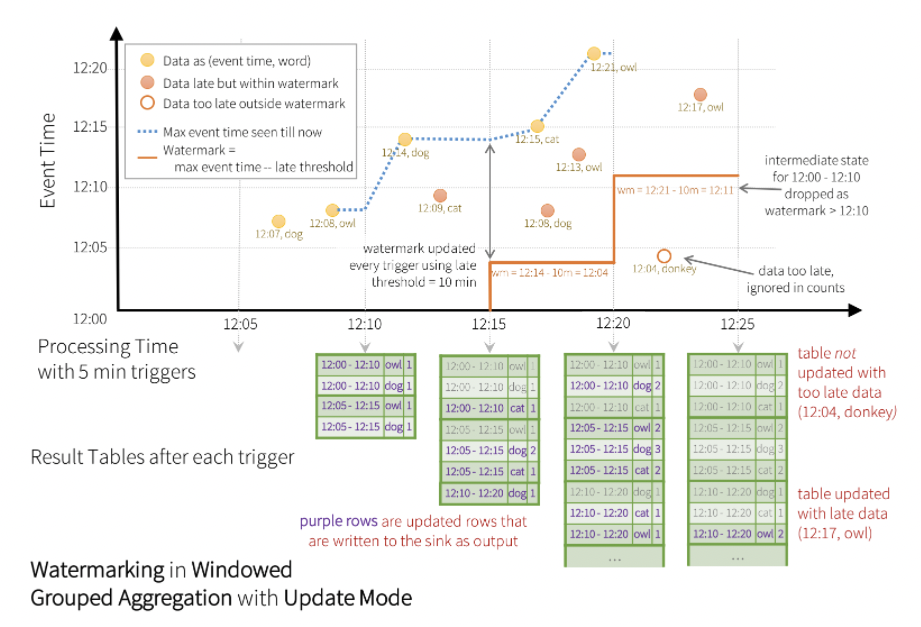 Data as (event time, word)
Data late but within watermark
Data too late outside watermark
Max event time seen till now
Watermark =
max event time -- late threshold
Event Time
12:20
12:15
12:10
12:05
12:00
12:07, dog
12:08, owl
12:14, dog
12:09, cat
12:15, cat
12:08, dog
12:13, owl
12:21, owl
12:17, owl
12:04, donkey
wm = 12:14 - 10m = 12:04
wm = 12:21 - 10m = 12:11
watermark updated
every trigger using late
threshold = 10 min
intermediate state
for 12:00 - 12:10
dropped as
watermark > 12:10
data too late,
ignored in counts
12:05
12:10
12:15
12:20
12:25
Processing Time
with 5 min triggers
Result Tables after each trigger
12:00 - 12:10 owl 1
12:00 - 12:10 dog 1
12:05 - 12:15 owl 1
12:05 - 12:15 dog 1
12:00 - 12:10 owl 1
12:00 - 12:10 dog 1
12:00 - 12:10 cat 1
12:05 - 12:15 owl 1
12:05 - 12:15 dog 2
12:05 - 12:15 cat 1
12:10 - 12:20 dog 1
12:00 - 12:10 owl 1
12:00 - 12:10 dog 2
12:00 - 12:10 cat 1
12:05 - 12:15 owl 2
12:05 - 12:15 dog 3
12:05 - 12:15 cat 2
12:10 - 12:20 dog 1
12:10 - 12:20 cat 1
12:10 - 12:20 owl 1
...
12:00 - 12:10 owl 1
12:00 - 12:10 dog 2
12:00 - 12:10 cat 1
12:05 - 12:15 owl 2
12:05 - 12:15 dog 3
12:05 - 12:15 cat 2
12:10 - 12:20 dog 1
12:10 - 12:20 cat 1
12:10 - 12:20 owl 2
...
table not
updated with
too late data
(12:04, donkey)
table updated
with late data
(12:17, owl)
purple rows are updated rows that
are written to the sink as output
Watermarking in Windowed
Grouped Aggregation with Update Mode